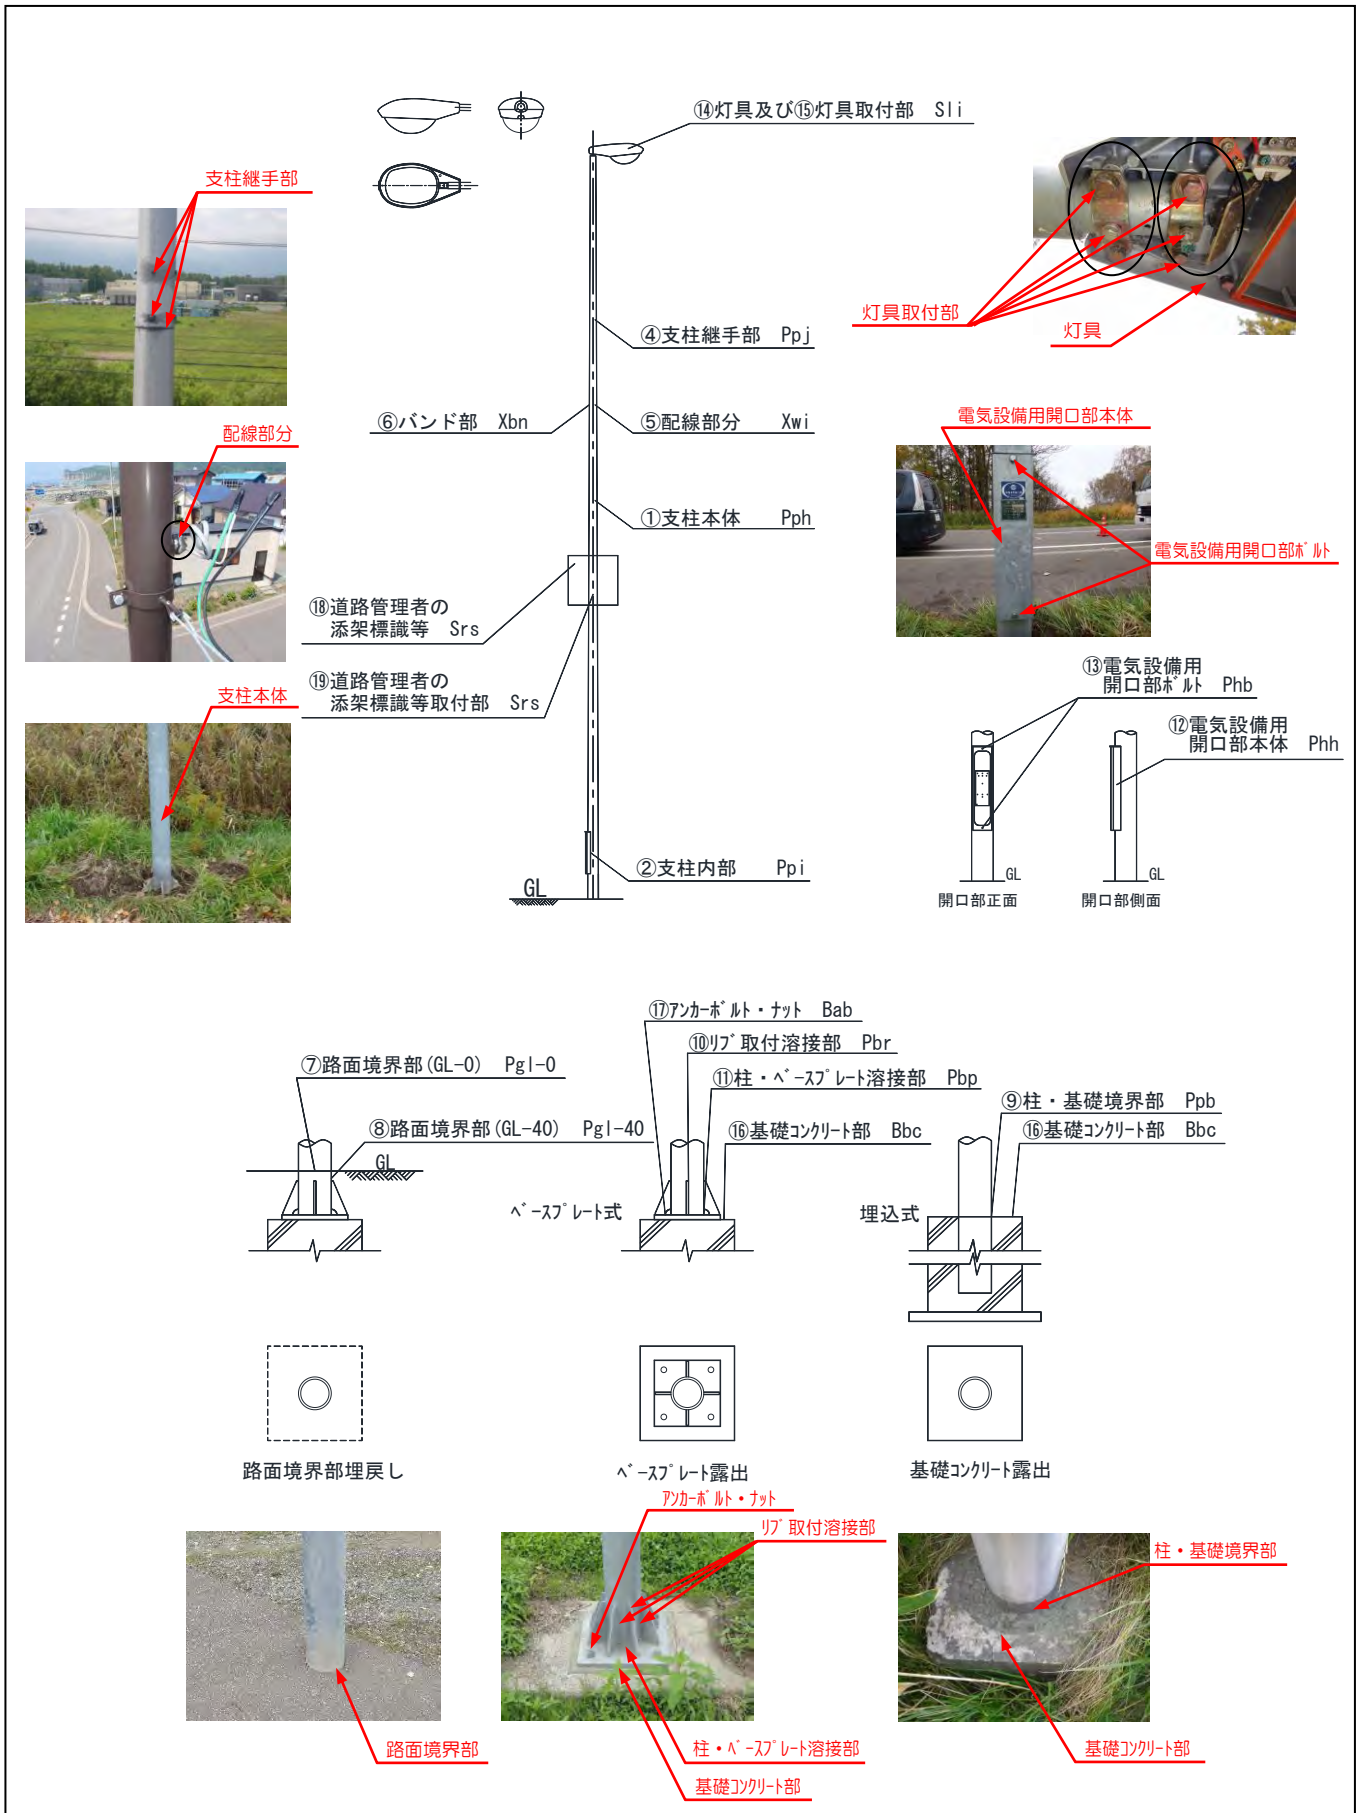 ⑭灯具及び⑮灯具取付部 Sli
支柱継手部
灯具取付部
灯具
④支柱継手部 Ppj
⑥バンド部 Xbn
⑤配線部分 Xwi
配線部分
電気設備用開口部本体
①支柱本体 Pph
電気設備用開口部ボルト
⑱道路管理者の
添架標識等 Srs
⑲道路管理者の
添架標識等取付部 Srs
支柱本体
⑬電気設備用
開口部ボルト Phb
⑫電気設備用
開口部本体 Phh
②支柱内部 Ppi
GL
GL
GL
開口部正面
開口部側面
⑰アンカーボルト・ナット Bab
⑩リブ取付溶接部 Pbr
⑦路面境界部(GL-0) Pgl-0
⑪柱・ベースプレート溶接部 Pbp
⑨柱・基礎境界部 Ppb
⑧路面境界部(GL-40) Pgl-40
⑯基礎コンクリート部 Bbc
⑯基礎コンクリート部 Bbc
GL
ベースプレート式
埋込式
路面境界部埋戻し
ベースプレート露出
基礎コンクリート露出
アンカーボルト・ナット
リブ取付溶接部
柱・基礎境界部
路面境界部
柱・ベースプレート溶接部
基礎コンクリート部
基礎コンクリート部